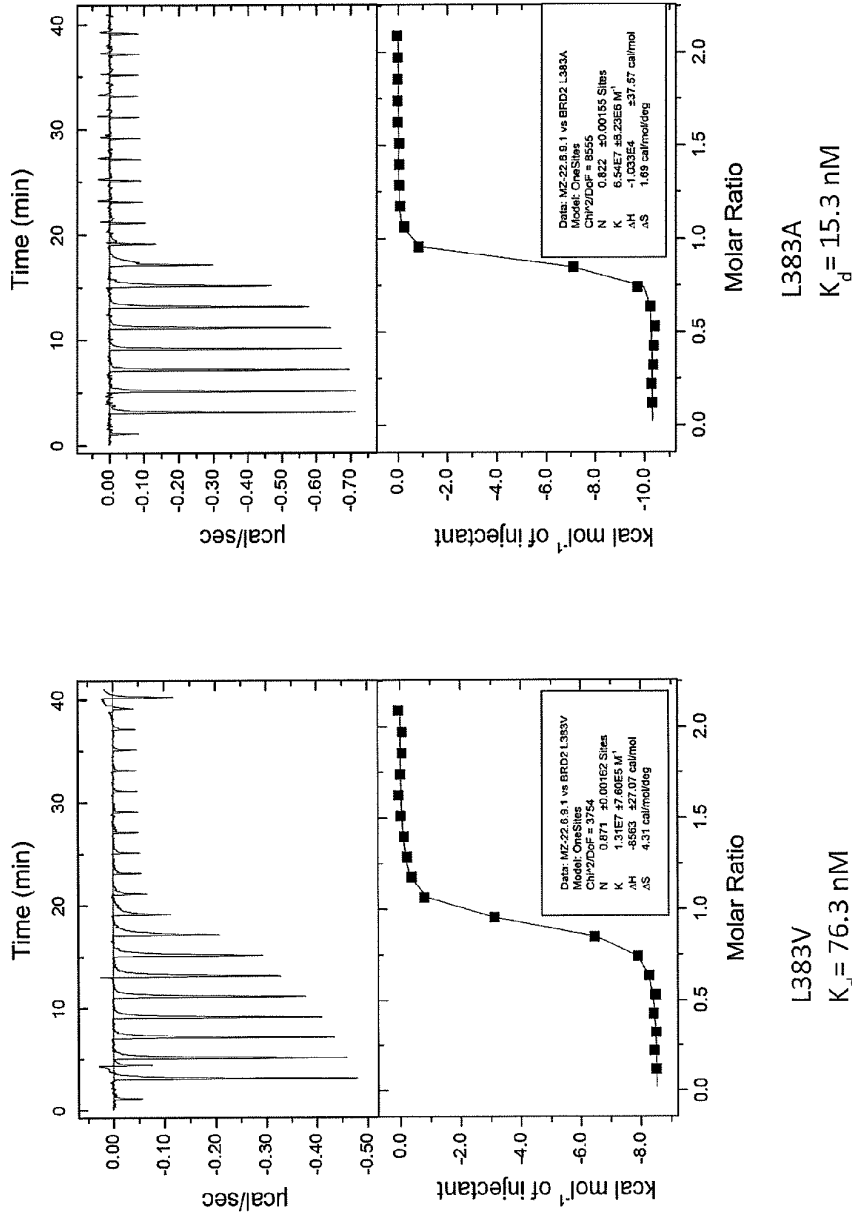 Time (min)
0 10 20 30 40
0.00
-0.10
-0.20
-0.30
-0.40
-0.50
µcal/sec
0.0
-2.0
-4.0
-6.0
-8.0
kcal mol⁻¹ of injectant
Data: MZ-22.6.9.1 vs BRD2 L383V
Model: OneSites
Chi^2/DoF = 3754
N 0.871 ±0.00162 Sites
K 1.31E7 ±7.60E5 M⁻¹
ΔH -8563 ±27.07 cal/mol
ΔS 4.31 cal/mol/deg
0.0 0.5 1.0 1.5 2.0
Molar Ratio
L383V
Kd= 76.3 nM
Time (min)
0 10 20 30 40
0.00
-0.10
-0.20
-0.30
-0.40
-0.50
-0.60
-0.70
µcal/sec
0.0
-2.0
-4.0
-6.0
-8.0
-10.0
kcal mol⁻¹ of injectant
Data: MZ-22.6.9.1 vs BRD2 L383A
Model: OneSites
Chi^2/DoF = 8555
N 0.822 ±0.00155 Sites
K 6.54E7 ±6.23E6 M⁻¹
ΔH -1.033E4 ±37.57 cal/mol
ΔS 1.69 cal/mol/deg
0.0 0.5 1.0 1.5 2.0
Molar Ratio
L383A
Kd= 15.3 nM